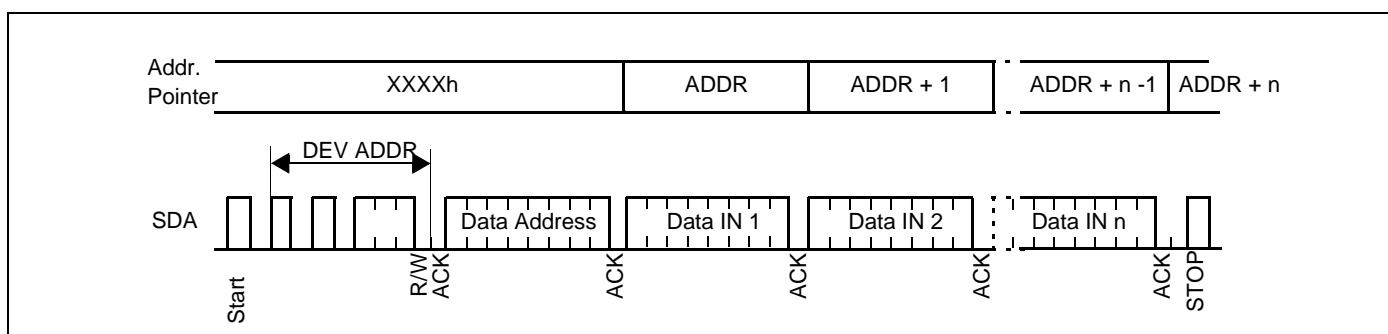 Addr.
Pointer
XXXXh
ADDR
ADDR + 1
ADDR + n -1
ADDR + n
DEV ADDR
SDA
Data Address
Data IN 1
Data IN 2
Data IN n
Start
R/W
ACK
ACK
ACK
ACK
ACK
STOP